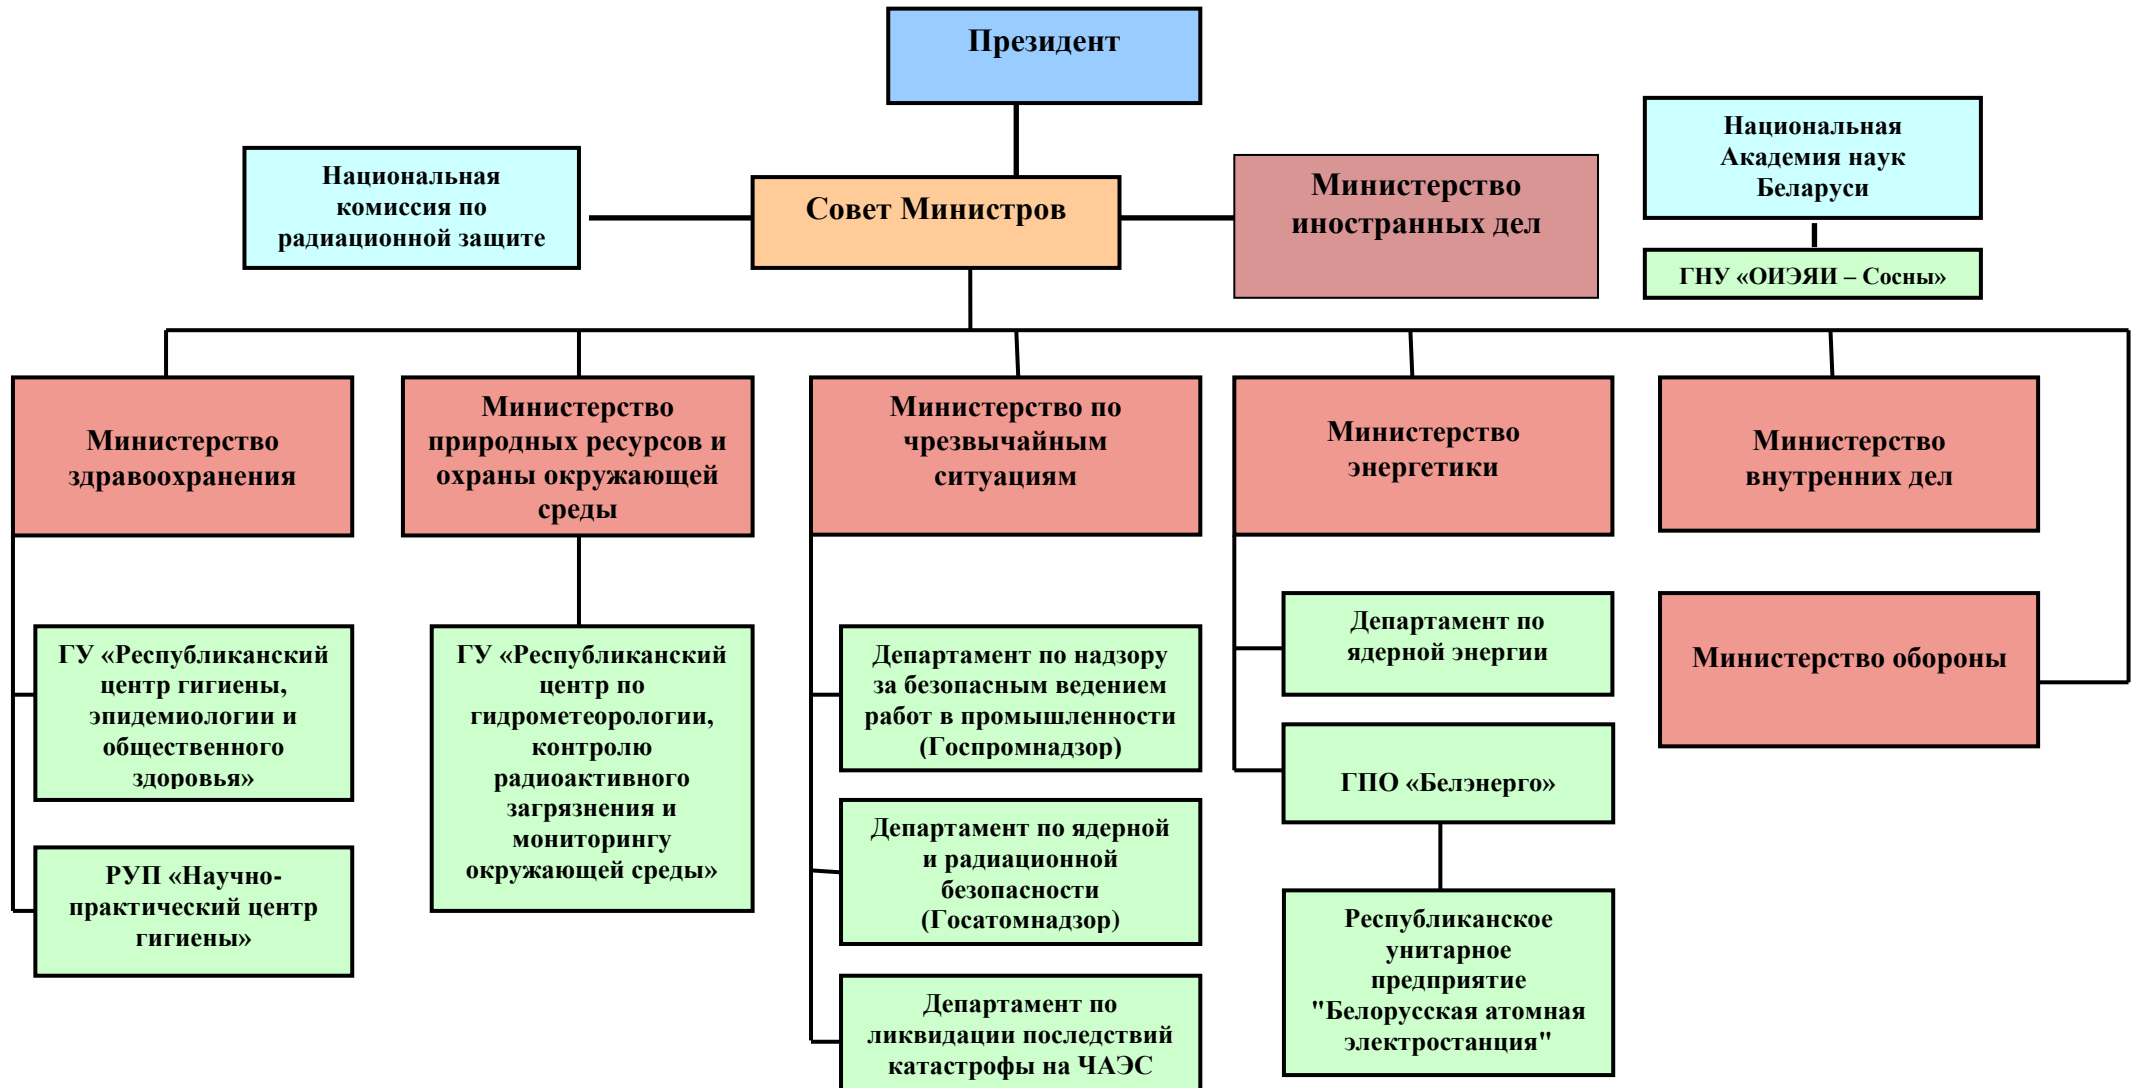 Президент
Национальная
комиссия по
радиационной защите
Совет Министров
Министерство
иностранных дел
Национальная
Академия наук
Беларуси
ГНУ «ОИЭЯИ – Сосны»
Министерство
здравоохранения
Министерство
природных ресурсов и
охраны окружающей
среды
Министерство по
чрезвычайным
ситуациям
Министерство
энергетики
Министерство
внутренних дел
ГУ «Республиканский
центр гигиены,
эпидемиологии и
общественного
здоровья»
РУП «Научно-
практический центр
гигиены»
ГУ «Республиканский
центр по
гидрометеорологии,
контролю
радиоактивного
загрязнения и
мониторингу
окружающей среды»
Департамент по надзору
за безопасным ведением
работ в промышленности
(Госпромнадзор)
Департамент по ядерной
и радиационной
безопасности
(Госатомнадзор)
Департамент по
ликвидации последствий
катастрофы на ЧАЭС
Департамент по
ядерной энергии
ГПО «Белэнерго»
Республиканское
унитарное
предприятие
"Белорусская атомная
электростанция"
Министерство обороны